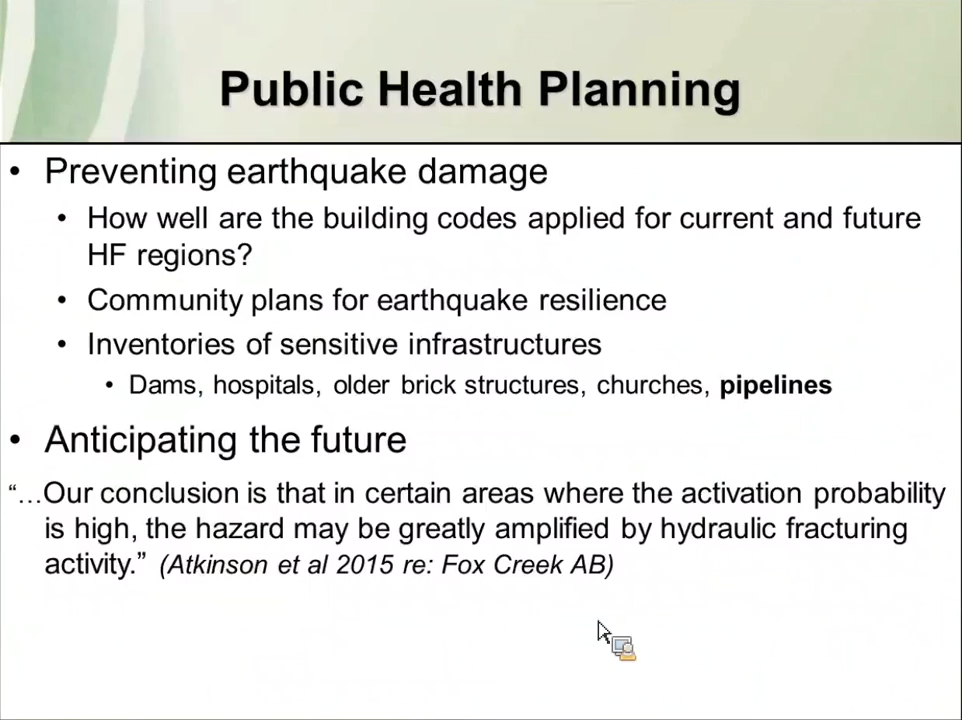 Public Health Planning
• Preventing earthquake damage
• How well are the building codes applied for current and future
HF regions?
• Community plans for earthquake resilience
• Inventories of sensitive infrastructures
• Dams, hospitals, older brick structures, churches, pipelines
• Anticipating the future
“…Our conclusion is that in certain areas where the activation probability
is high, the hazard may be greatly amplified by hydraulic fracturing
activity.” (Atkinson et al 2015 re: Fox Creek AB)